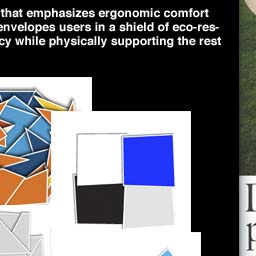 that emphasizes ergonomic comfort
envelopes users in a shield of eco-res-
cy while physically supporting the rest